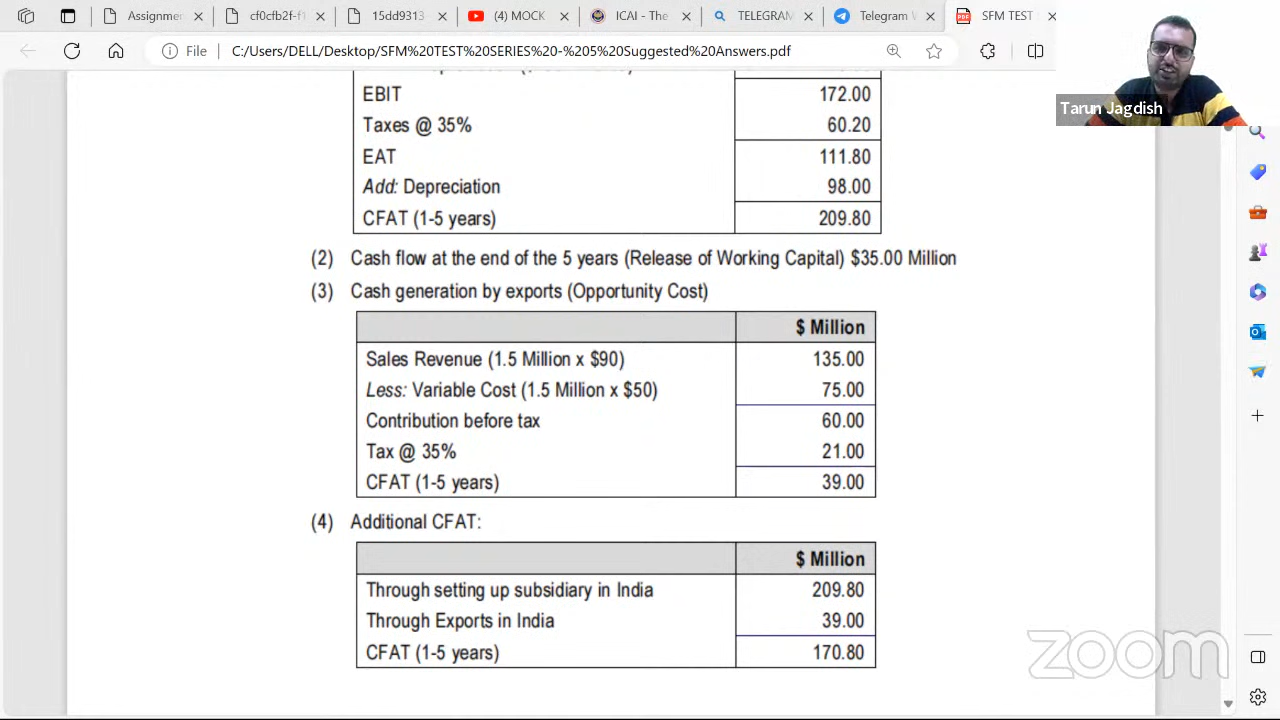 Assignme
cf0cfb2f-f1
15dd9313
(4) MOCK
ICAI - The
TELEGRAM
Telegram
SFM TEST
File C:/Users/DELL/Desktop/SFM%20TEST%20SERIES%20-%205%20Suggested%20Answers.pdf
Tarun Jagdish
EBIT 172.00
Taxes @ 35% 60.20
EAT 111.80
Add: Depreciation 98.00
CFAT (1-5 years) 209.80
(2) Cash flow at the end of the 5 years (Release of Working Capital) $35.00 Million
(3) Cash generation by exports (Opportunity Cost)
$ Million
Sales Revenue (1.5 Million x $90) 135.00
Less: Variable Cost (1.5 Million x $50) 75.00
Contribution before tax 60.00
Tax @ 35% 21.00
CFAT (1-5 years) 39.00
(4) Additional CFAT:
$ Million
Through setting up subsidiary in India 209.80
Through Exports in India 39.00
CFAT (1-5 years) 170.80
zoom